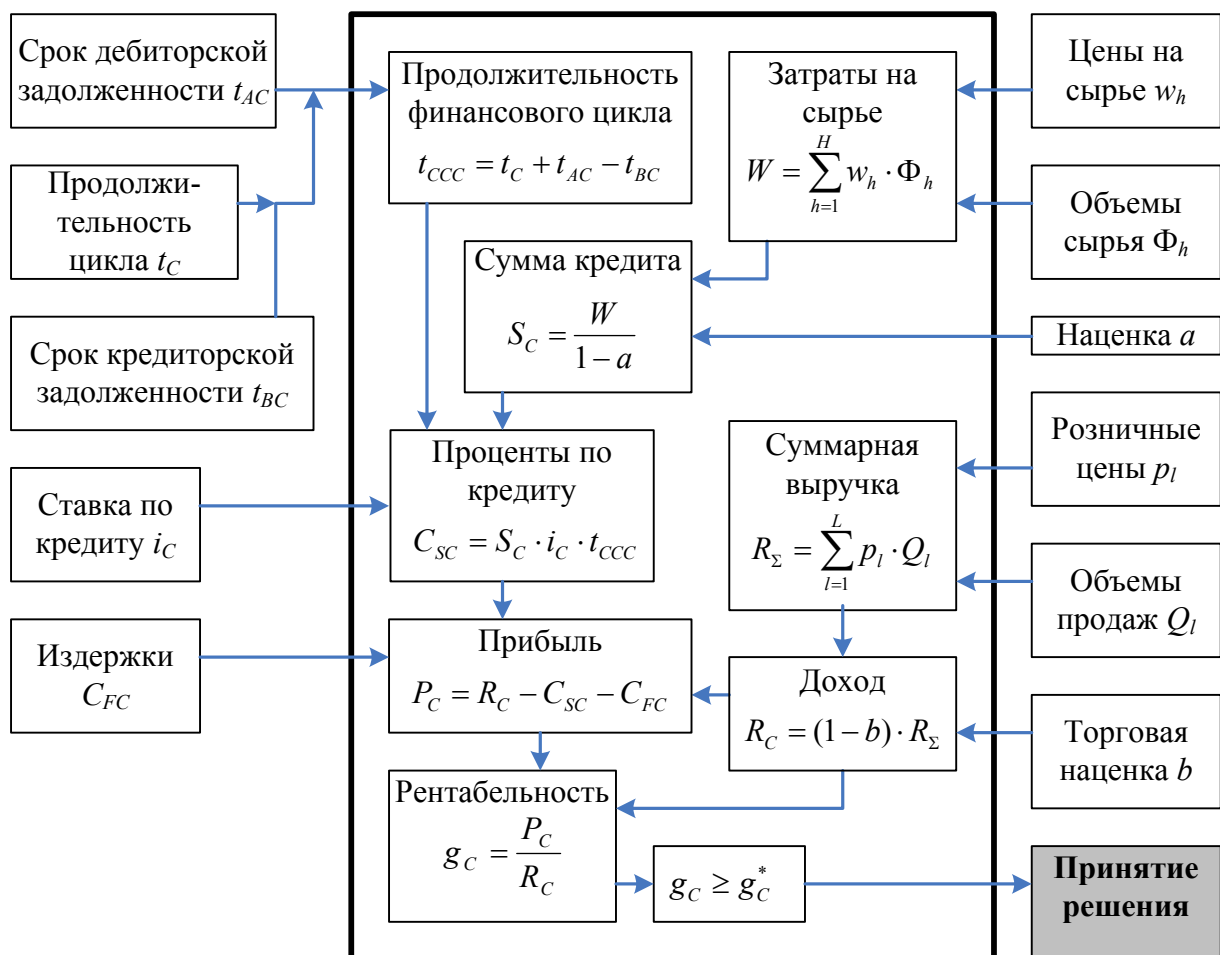 Срок дебиторской
задолженности t_AC
Продолжи-
тельность
цикла t_C
Срок кредиторской
задолженности t_BC
Ставка по
кредиту i_C
Издержки
C_FC
Продолжительность
финансового цикла
t_CCC = t_C + t_AC − t_BC
Затраты на
сырье
W = ∑_{h=1}^{H} w_h · Φ_h
Сумма кредита
S_C = W / (1 − a)
Проценты по
кредиту
C_SC = S_C · i_C · t_CCC
Суммарная
выручка
R_Σ = ∑_{l=1}^{L} p_l · Q_l
Прибыль
P_C = R_C − C_SC − C_FC
Доход
R_C = (1 − b) · R_Σ
Рентабельность
g_C = P_C / R_C
g_C ≥ g_C^*
Цены на
сырье w_h
Объемы
сырья Φ_h
Наценка a
Розничные
цены p_l
Объемы
продаж Q_l
Торговая
наценка b
Принятие
решения